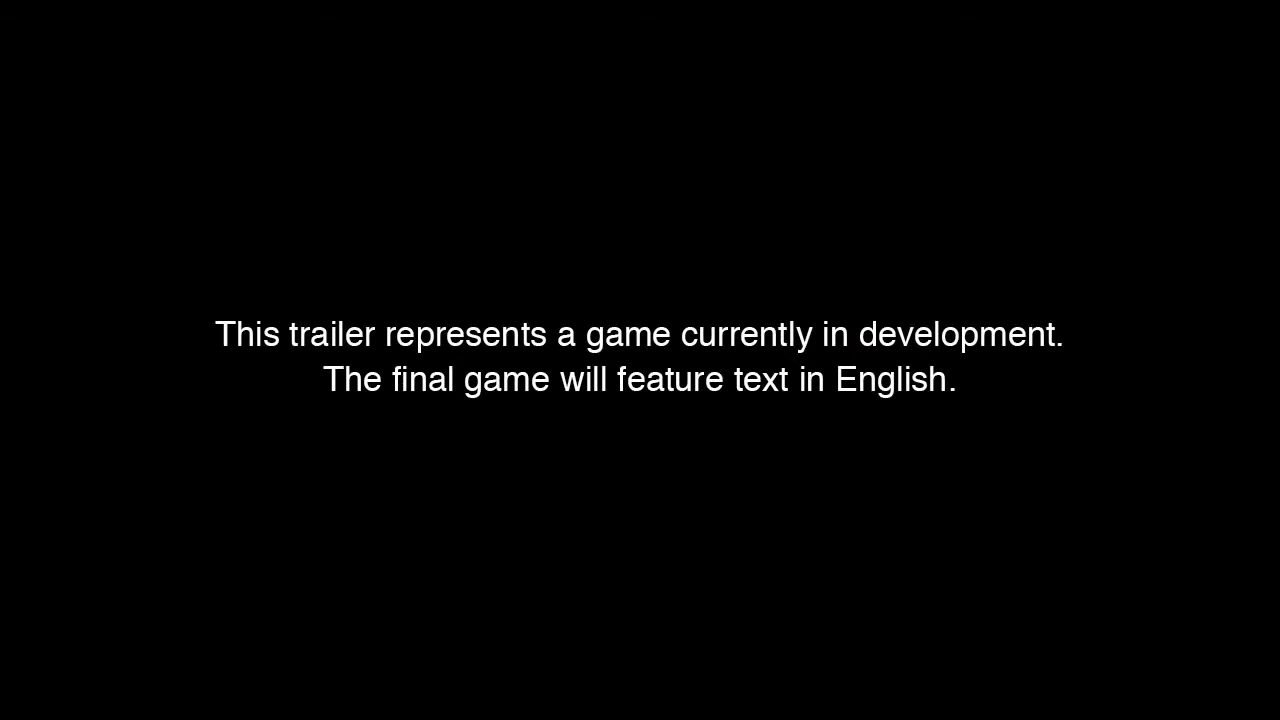 This trailer represents a game currently in development.
The final game will feature text in English.